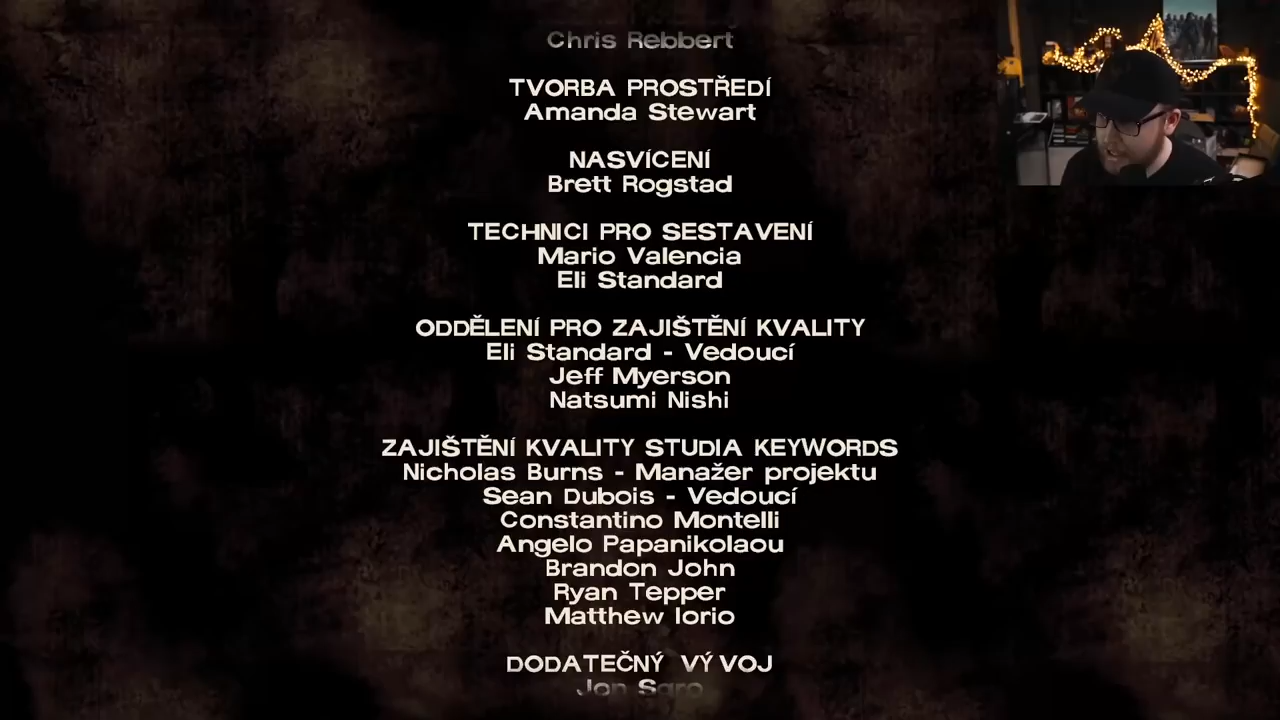 Chris Rebbert
TVORBA PROSTŘEDÍ
Amanda Stewart
NASVÍCENÍ
Brett Rogstad
TECHNICI PRO SESTAVENÍ
Mario Valencia
Eli Standard
ODDĚLENÍ PRO ZAJIŠTĚNÍ KVALITY
Eli Standard - Vedoucí
Jeff Myerson
Natsumi Nishi
ZAJIŠTĚNÍ KVALITY STUDIA KEYWORDS
Nicholas Burns - Manažer projektu
Sean Dubois - Vedoucí
Constantino Montelli
Angelo Papanikolaou
Brandon John
Ryan Tepper
Matthew Iorio
DODATEČNÝ VÝVOJ
Jon